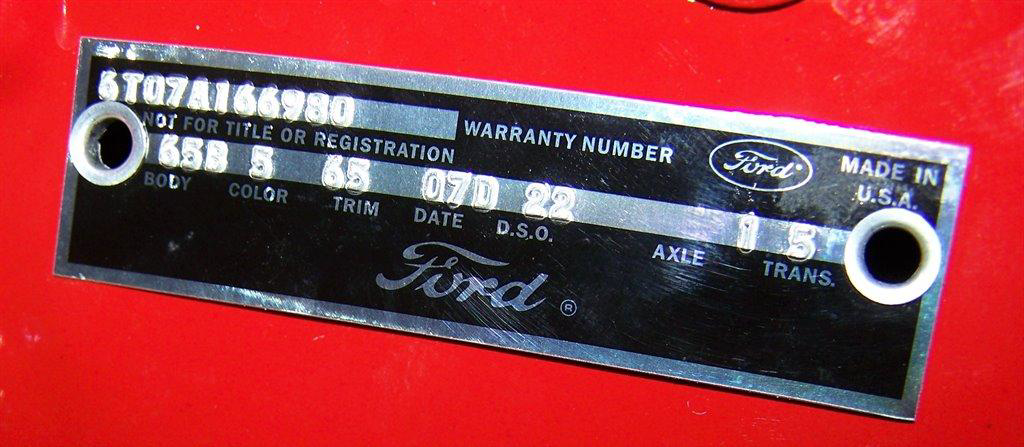 6T07A166980
NOT FOR TITLE OR REGISTRATION
WARRANTY NUMBER
Ford
MADE IN
U.S.A.
65B 5 65 07D 22 1 5
BODY COLOR TRIM DATE D.S.O. AXLE TRANS.
Ford ®